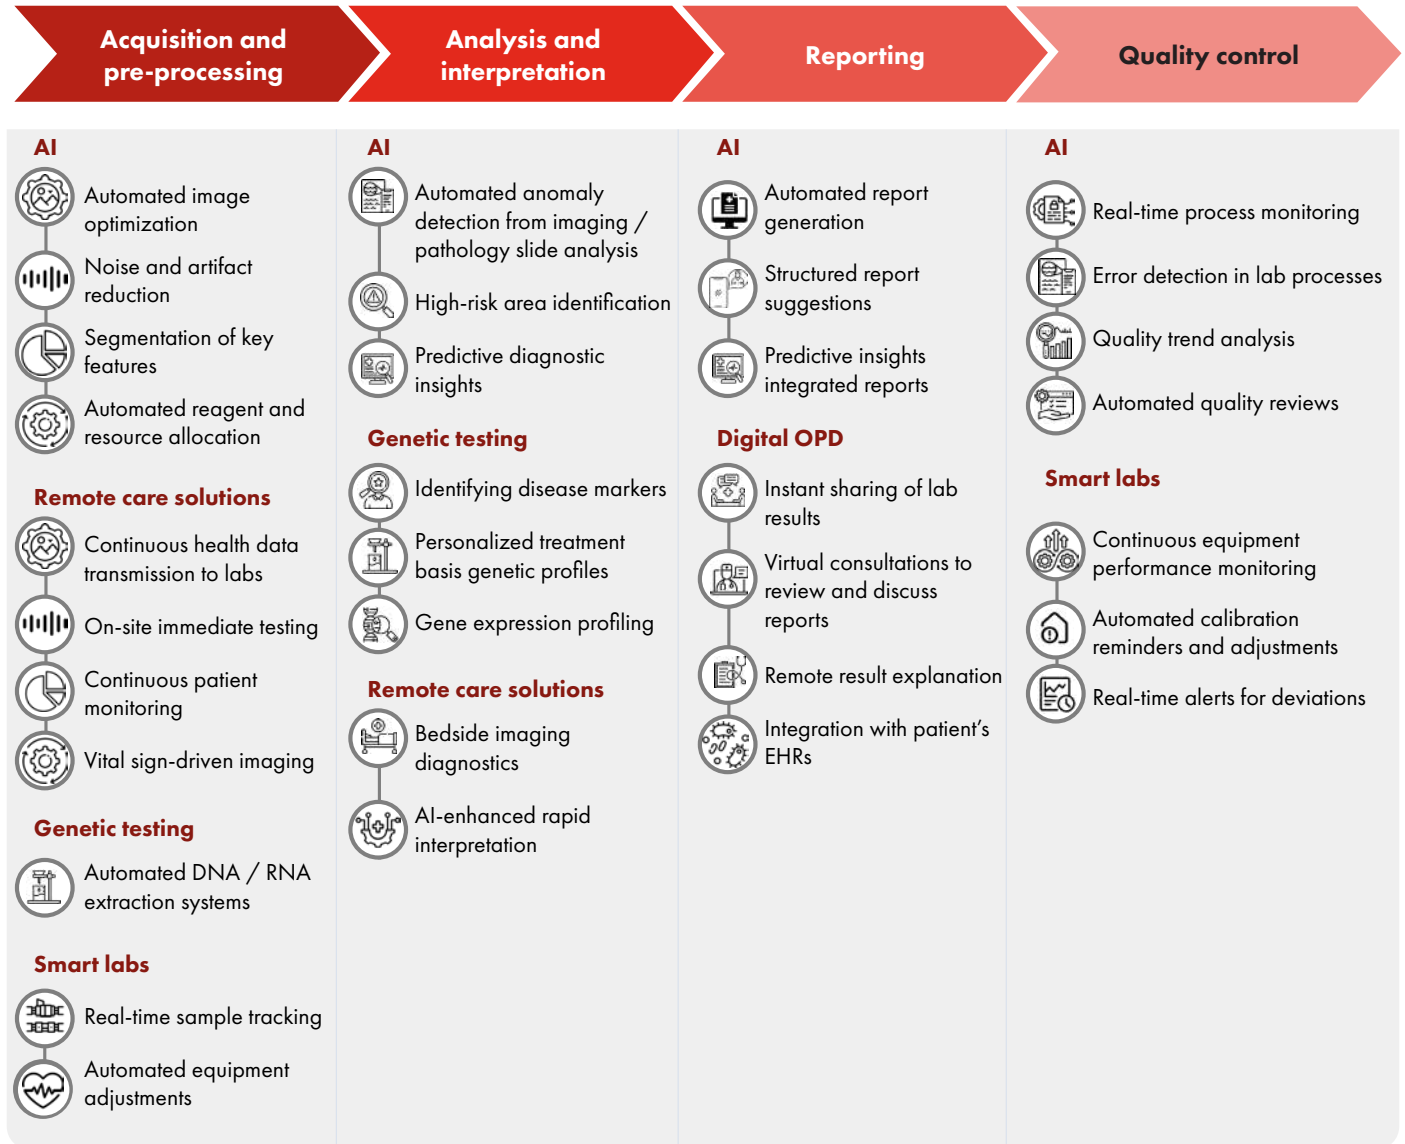 Acquisition and
pre-processing
Analysis and
interpretation
Reporting
Quality control
AI
Automated image
optimization
Noise and artifact
reduction
Segmentation of key
features
Automated reagent and
resource allocation
Remote care solutions
Continuous health data
transmission to labs
On-site immediate testing
Continuous patient
monitoring
Vital sign-driven imaging
Genetic testing
Automated DNA / RNA
extraction systems
Smart labs
Real-time sample tracking
Automated equipment
adjustments
AI
Automated anomaly
detection from imaging /
pathology slide analysis
High-risk area identification
Predictive diagnostic
insights
Genetic testing
Identifying disease markers
Personalized treatment
basis genetic profiles
Gene expression profiling
Remote care solutions
Bedside imaging
diagnostics
AI-enhanced rapid
interpretation
AI
Automated report
generation
Structured report
suggestions
Predictive insights
integrated reports
Digital OPD
Instant sharing of lab
results
Virtual consultations to
review and discuss
reports
Remote result explanation
Integration with patient’s
EHRs
AI
Real-time process monitoring
Error detection in lab processes
Quality trend analysis
Automated quality reviews
Smart labs
Continuous equipment
performance monitoring
Automated calibration
reminders and adjustments
Real-time alerts for deviations